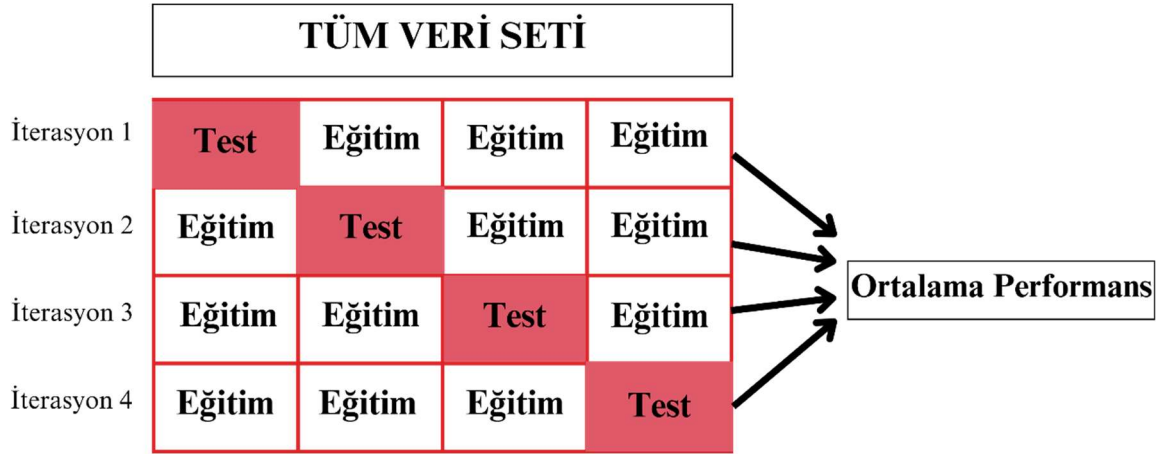 TÜM VERİ SETİ
İterasyon 1 Test Eğitim Eğitim Eğitim
İterasyon 2 Eğitim Test Eğitim Eğitim
İterasyon 3 Eğitim Eğitim Test Eğitim
İterasyon 4 Eğitim Eğitim Eğitim Test
Ortalama Performans